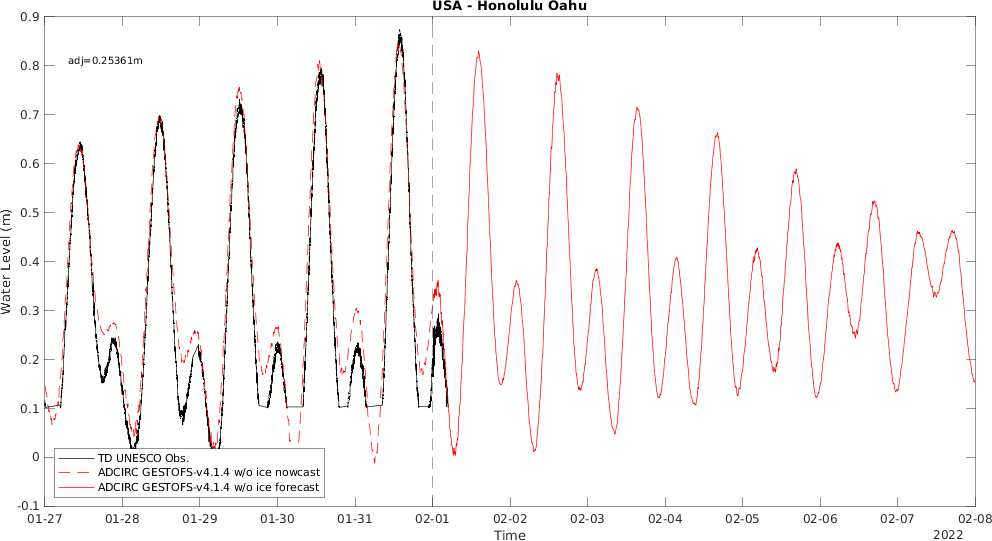 USA - Honolulu Oahu
0.9
0.8
0.7
0.6
0.5
0.4
0.3
0.2
0.1
0
-0.1
Water Level (m)
adj=0.25361m
TD UNESCO Obs.
ADCIRC GESTOFS-v4.1.4 w/o ice nowcast
ADCIRC GESTOFS-v4.1.4 w/o ice forecast
01-27 01-28 01-29 01-30 01-31 02-01 02-02 02-03 02-04 02-05 02-06 02-07 02-08
Time
2022